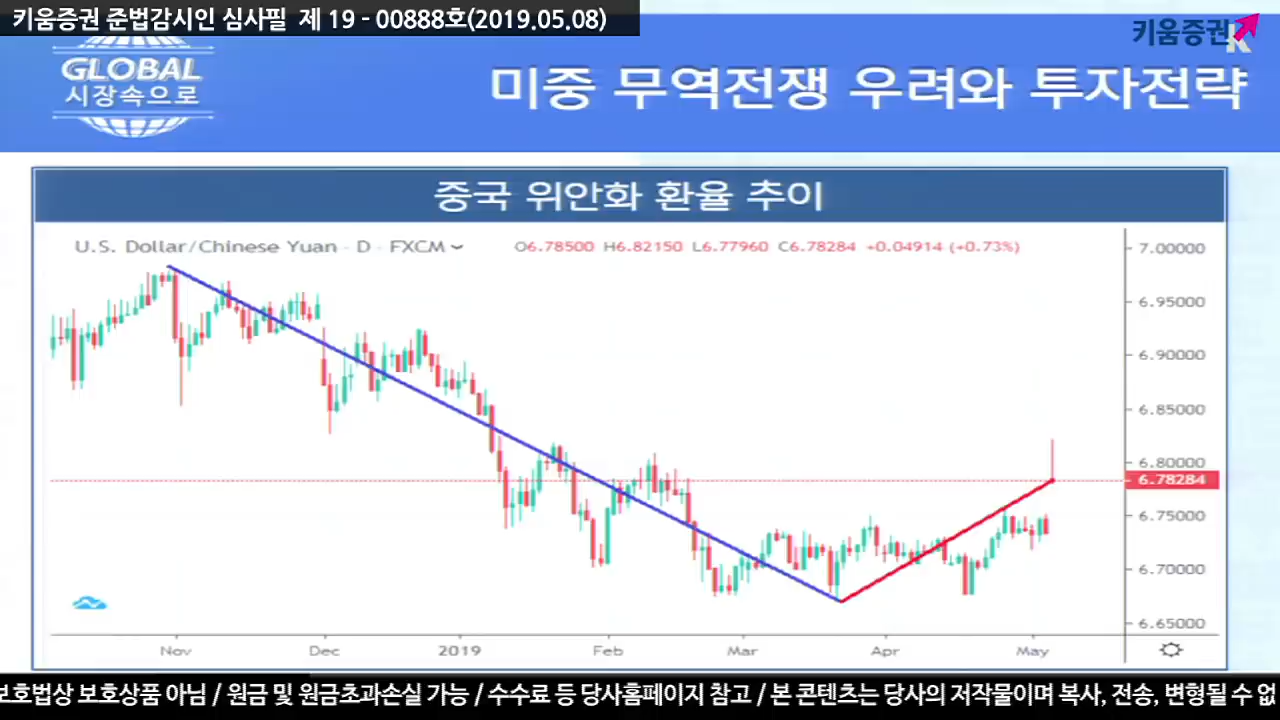 키움증권 준법감시인 심사필 제 19 - 00888호(2019.05.08)
키움증권
GLOBAL
시장속으로
미중 무역전쟁 우려와 투자전략
중국 위안화 환율 추이
U.S. Dollar/Chinese Yuan · D · FXCM O6.78500 H6.82150 L6.77960 C6.78284 +0.04914 (+0.73%)
7.00000
6.95000
6.90000
6.85000
6.80000
6.78284
6.75000
6.70000
6.65000
Nov Dec 2019 Feb Mar Apr May
보호법상 보호상품 아님 / 원금 및 원금초과손실 가능 / 수수료 등 당사홈페이지 참고 / 본 콘텐츠는 당사의 저작물이며 복사, 전송, 변형될 수 없